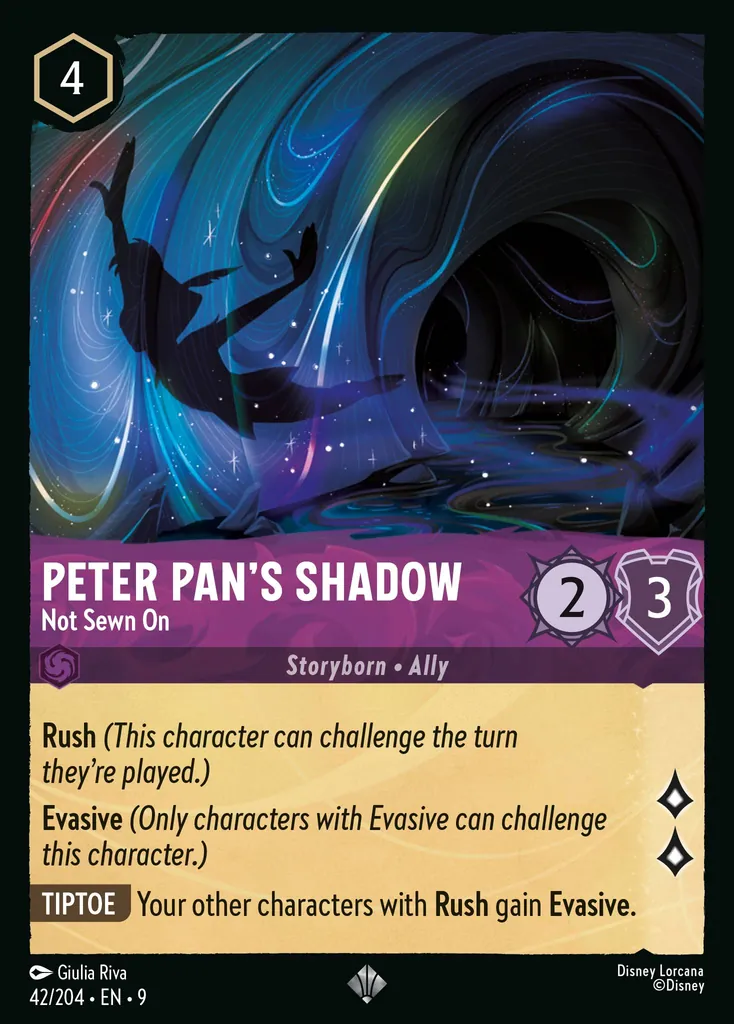 4
PETER PAN'S SHADOW
Not Sewn On
2
3
Storyborn • Ally
Rush (This character can challenge the turn
they're played.)
Evasive (Only characters with Evasive can challenge
this character.)
TIPTOE Your other characters with Rush gain Evasive.
Giulia Riva
42/204 • EN • 9
Disney Lorcana
©Disney